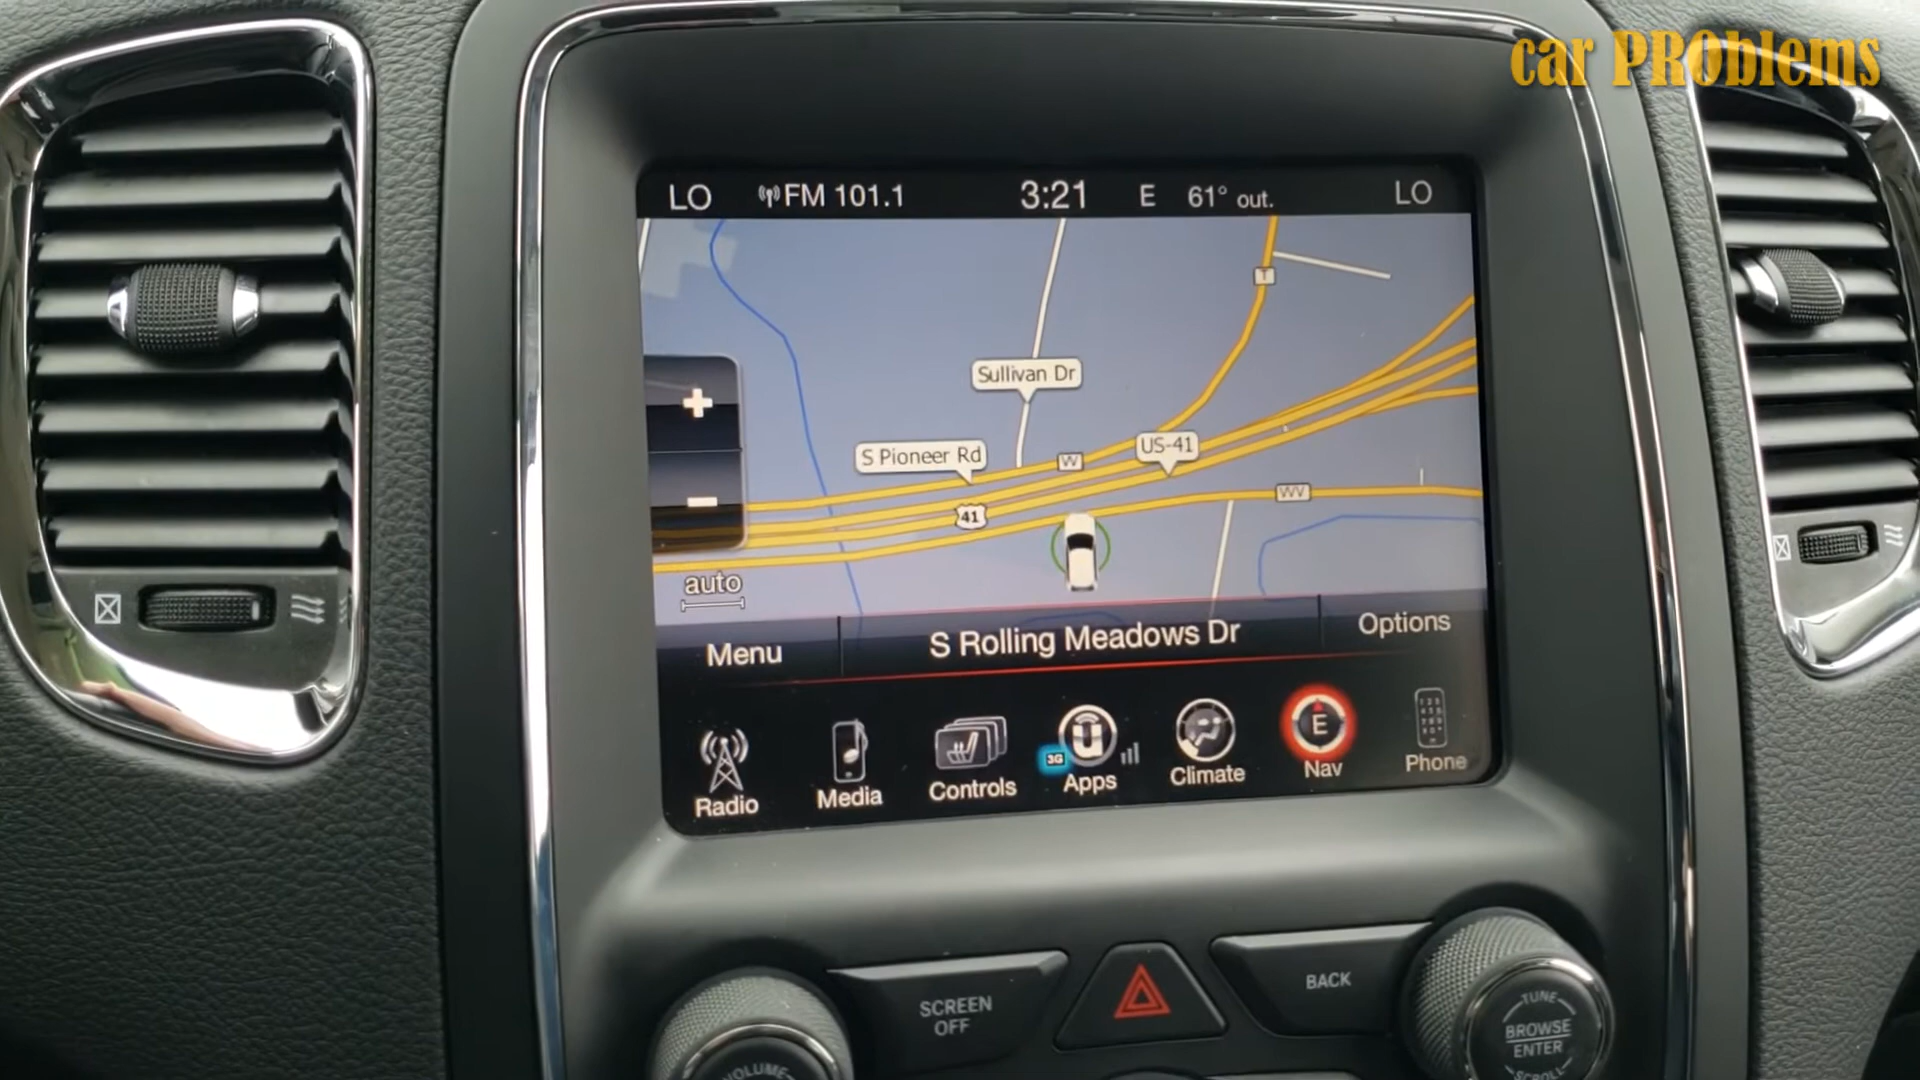 car PROblems
LO FM 101.1 3:21 E 61° out. LO
T
Sullivan Dr
S Pioneer Rd
W
US-41
41
WV
auto
Menu
S Rolling Meadows Dr
Options
Radio
Media
Controls
3G
Apps
Climate
E
Nav
Phone
SCREEN
OFF
BACK
VOLUME
TUNE
BROWSE
ENTER
SCROLL